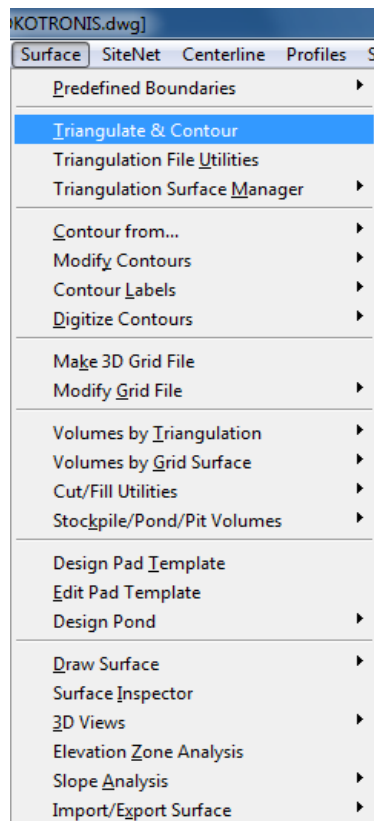 KOTRONIS.dwg]
Surface SiteNet Centerline Profiles
Predefined Boundaries
Triangulate & Contour
Triangulation File Utilities
Triangulation Surface Manager
Contour from...
Modify Contours
Contour Labels
Digitize Contours
Make 3D Grid File
Modify Grid File
Volumes by Triangulation
Volumes by Grid Surface
Cut/Fill Utilities
Stockpile/Pond/Pit Volumes
Design Pad Template
Edit Pad Template
Design Pond
Draw Surface
Surface Inspector
3D Views
Elevation Zone Analysis
Slope Analysis
Import/Export Surface